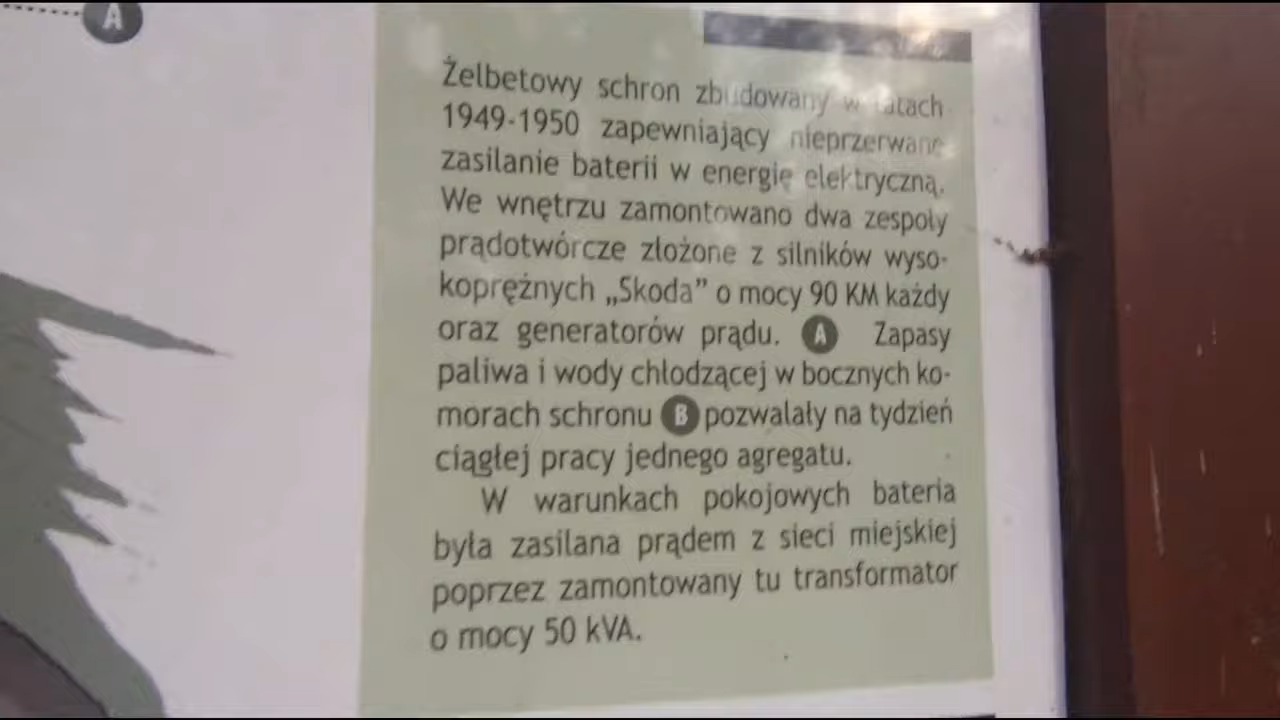 A
Żelbetowy schron zbudowany w latach
1949-1950 zapewniający nieprzerwane
zasilanie baterii w energię elektryczną.
We wnętrzu zamontowano dwa zespoły
prądotwórcze złożone z silników wyso-
koprężnych „Skoda” o mocy 90 KM każdy
oraz generatorów prądu. A Zapasy
paliwa i wody chłodzącej w bocznych ko-
morach schronu B pozwalały na tydzień
ciągłej pracy jednego agregatu.
W warunkach pokojowych bateria
była zasilana prądem z sieci miejskiej
poprzez zamontowany tu transformator
o mocy 50 kVA.